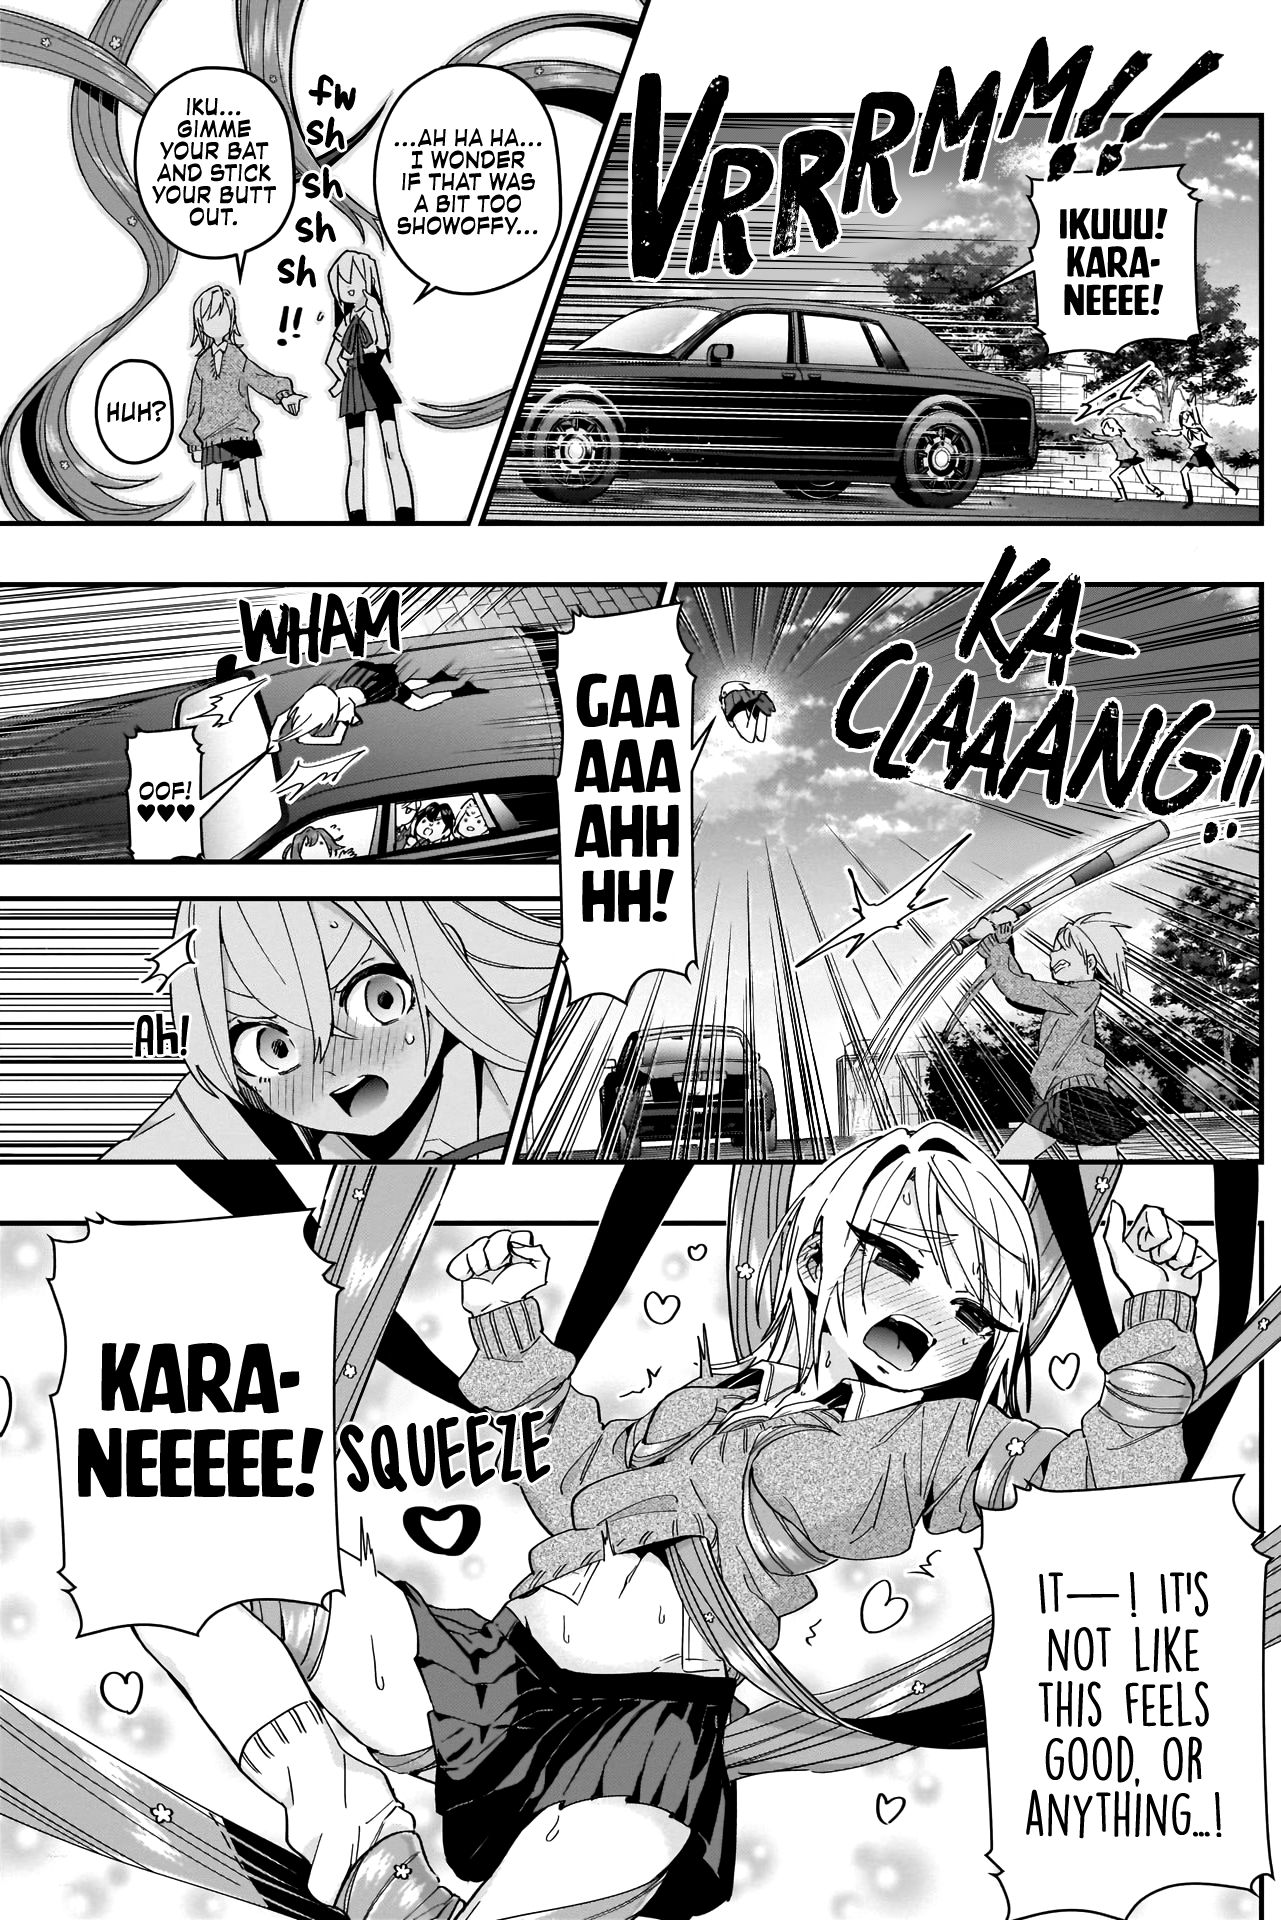 VRRRMM!!
IKUUU!
KARA-
NEEEE!
...AH HA HA...
I WONDER
IF THAT WAS
A BIT TOO
SHOWOFFY...
fw
sh
sh
sh
sh
!!
IKU...
GIMME
YOUR BAT
AND STICK
YOUR BUTT
OUT.
HUH?
KA-
CLAAANG!!
GAA
AAA
AHH
HH!
WHAM
OOF!
♥♥♥
Ah!
IT—! IT'S
NOT LIKE
THIS FEELS
GOOD, OR
ANYTHING...!
KARA-
NEEEEE!
SQUEEZE
♥